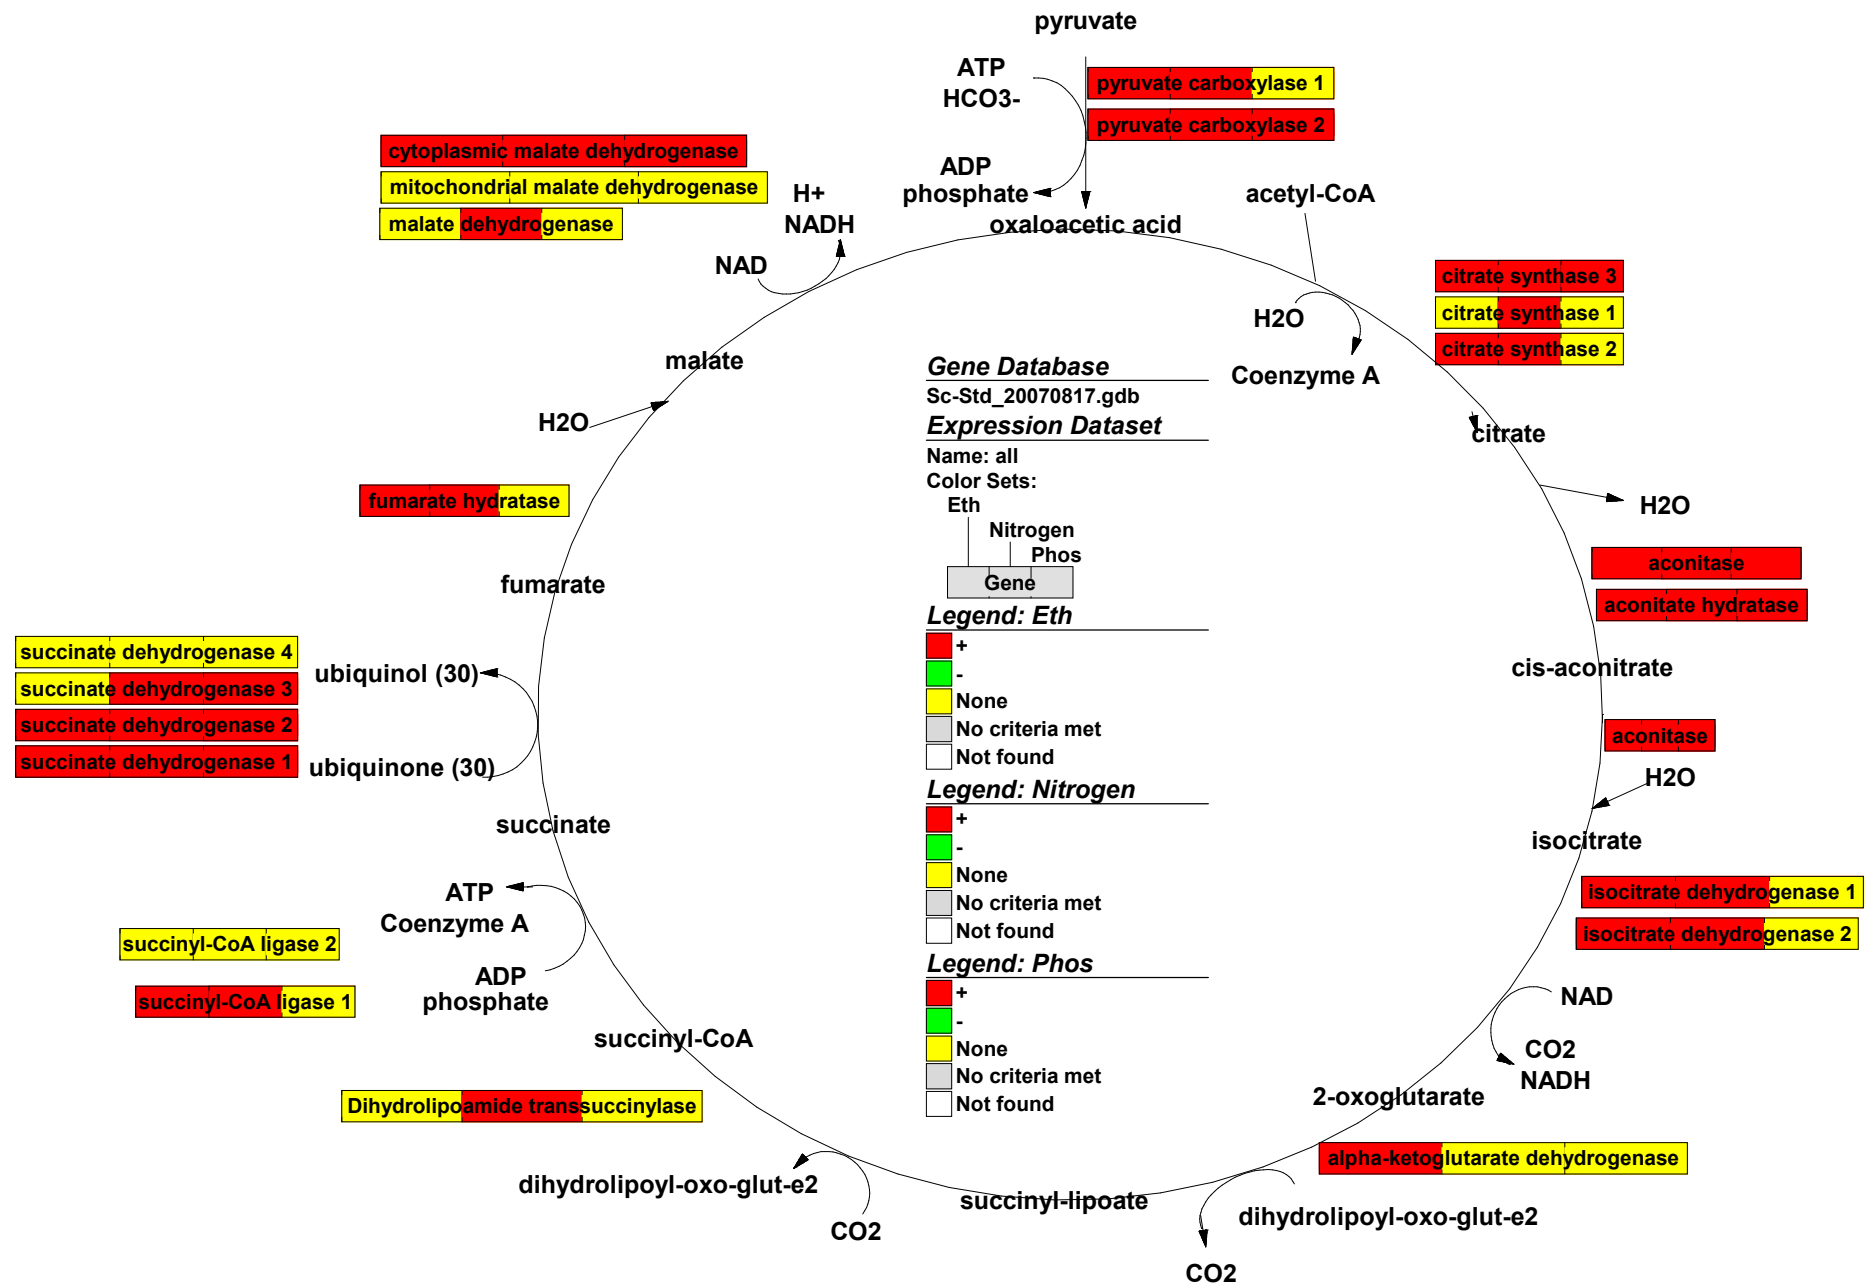 pyruvate
ATP
HCO3-
pyruvate carboxylase 1
pyruvate carboxylase 2
ADP
phosphate
oxaloacetic acid
acetyl-CoA
cytoplasmic malate dehydrogenase
mitochondrial malate dehydrogenase
malate dehydrogenase
H+
NADH
NAD
citrate synthase 3
citrate synthase 1
citrate synthase 2
H2O
Coenzyme A
malate
H2O
citrate
H2O
fumarate hydratase
fumarate
aconitase
aconitate hydratase
cis-aconitrate
aconitase
H2O
isocitrate
succinate dehydrogenase 4
succinate dehydrogenase 3
succinate dehydrogenase 2
succinate dehydrogenase 1
ubiquinol (30)
ubiquinone (30)
succinate
ATP
Coenzyme A
ADP
phosphate
succinyl-CoA ligase 2
succinyl-CoA ligase 1
succinyl-CoA
isocitrate dehydrogenase 1
isocitrate dehydrogenase 2
NAD
CO2
NADH
2-oxoglutarate
Dihydrolipoamide transsuccinylase
alpha-ketoglutarate dehydrogenase
dihydrolipoyl-oxo-glut-e2
CO2
succinyl-lipoate
dihydrolipoyl-oxo-glut-e2
CO2
Gene Database
Sc-Std_20070817.gdb
Expression Dataset
Name: all
Color Sets:
Eth
Nitrogen
Phos
Gene
Legend: Eth
+
-
None
No criteria met
Not found
Legend: Nitrogen
+
-
None
No criteria met
Not found
Legend: Phos
+
-
None
No criteria met
Not found